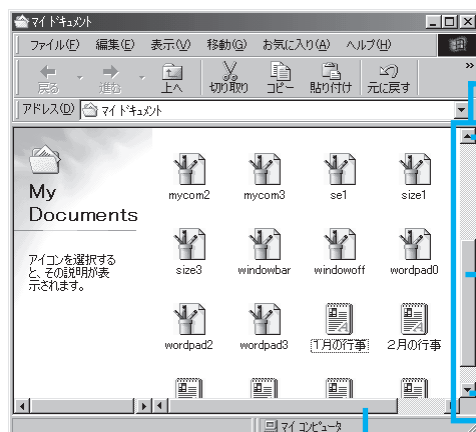 マイ ドキュメント
ファイル(F) 編集(E) 表示(V) 移動(G) お気に入り(A) ヘルプ(H)
戻る 進む 上へ 切り取り コピー 貼り付け 元に戻す »
アドレス(D) マイ ドキュメント
My
Documents
アイコンを選択する
と、その説明が表
示されます。
mycom2 mycom3 se1 size1
size3 windowbar windowoff wordpad0
wordpad2 wordpad3 1月の行事 2月の行事
マイ コンピュータ